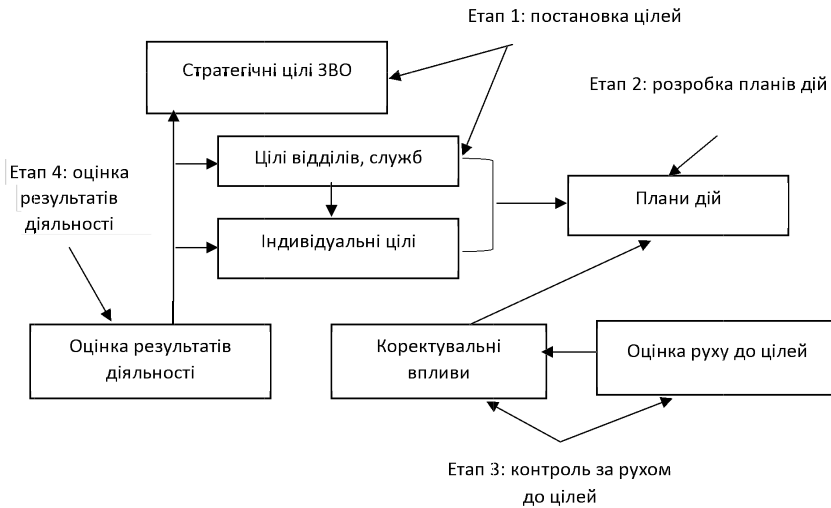 Етап 1: постановка цілей
Стратегічні цілі ЗВО
Етап 2: розробка планів дій
Цілі відділів, служб
Етап 4: оцінка
результатів
діяльності
Плани дій
Індивідуальні цілі
Оцінка результатів
діяльності
Коректувальні
впливи
Оцінка руху до цілей
Етап 3: контроль за рухом
до цілей